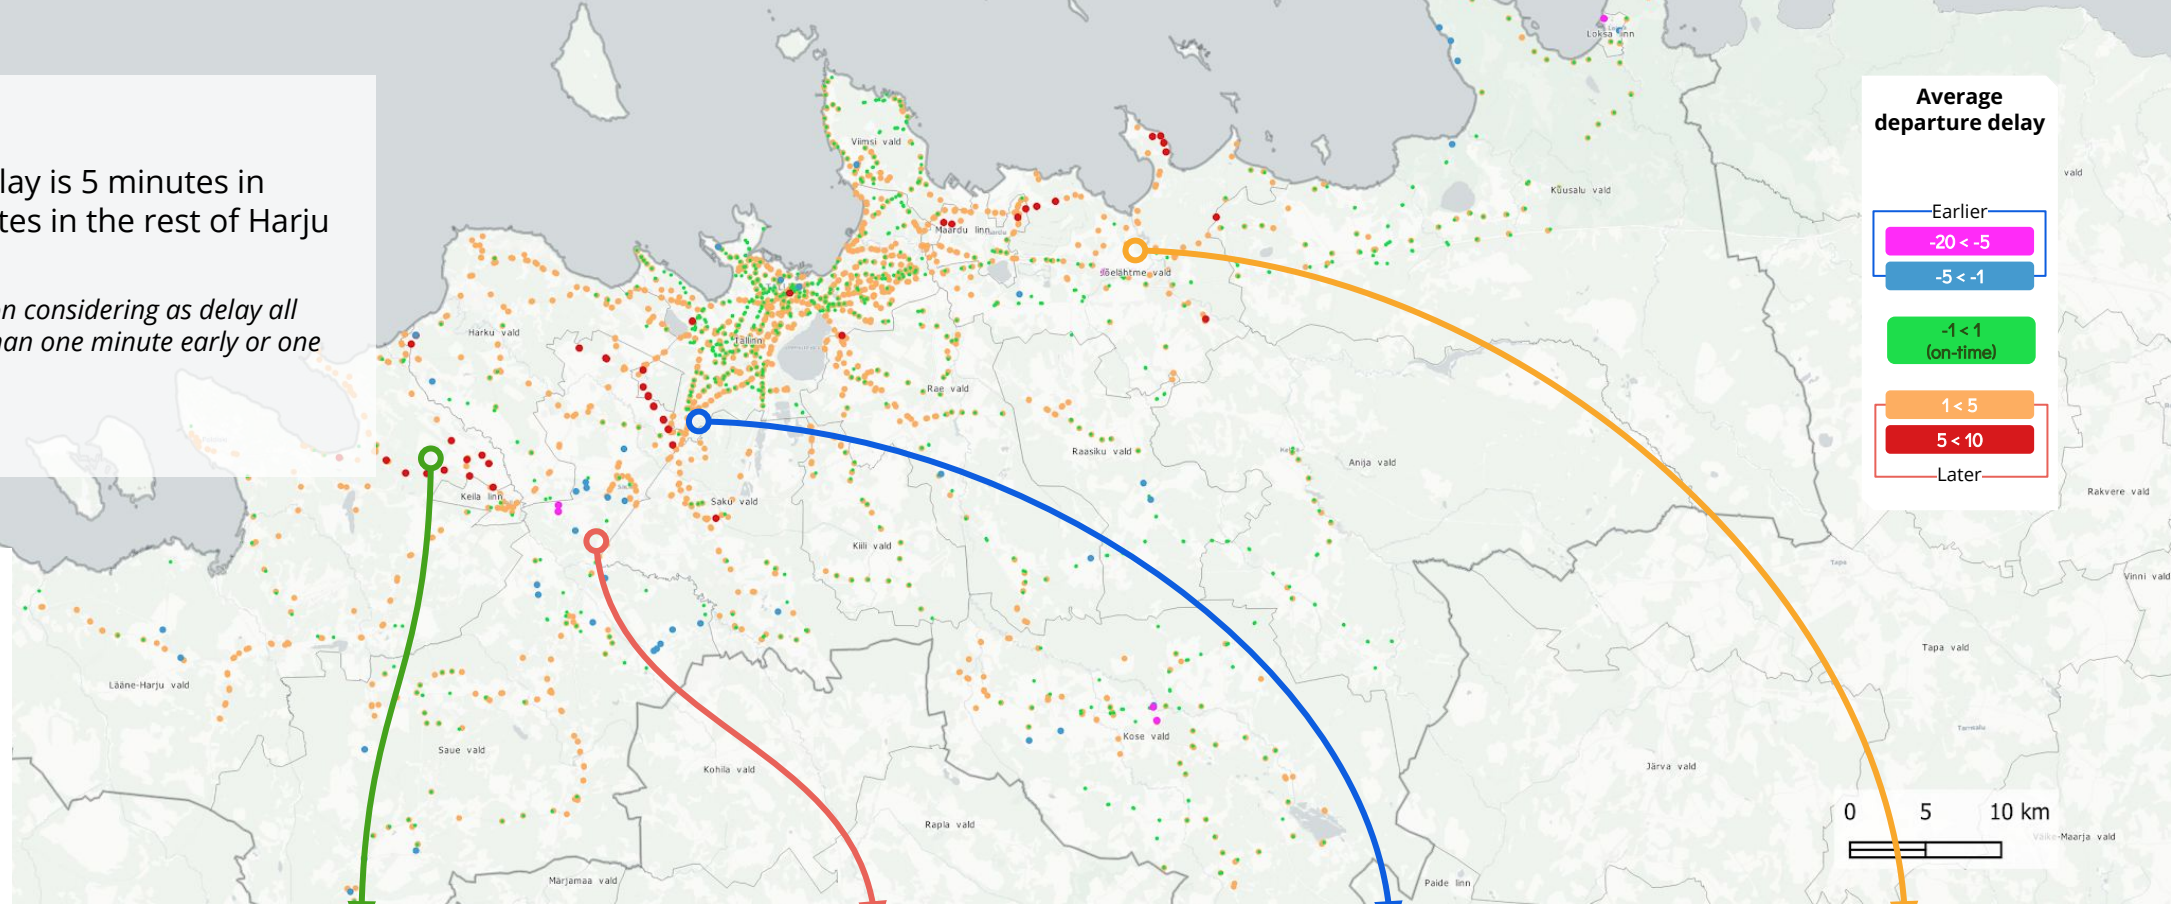 lay is 5 minutes in
tes in the rest of Harju
n considering as delay all
han one minute early or one
Average
departure delay
Earlier
-20 < -5
-5 < -1
-1 < 1
(on-time)
1 < 5
5 < 10
Later
Loksa linn
Viimsi vald
vald
Kuusalu vald
Maardu linn
Jõelähtme vald
Harku vald
Tallinn
Rae vald
Raasiku vald
Anija vald
Rakvere vald
Keila linn
Saku vald
Kiili vald
Tapa
Vinni vald
Tapa vald
Lääne-Harju vald
Tamsalu
Kose vald
Saue vald
Kohila vald
Järva vald
0 5 10 km
Rapla vald
Väike-Maarja vald
Märjamaa vald
Paide linn